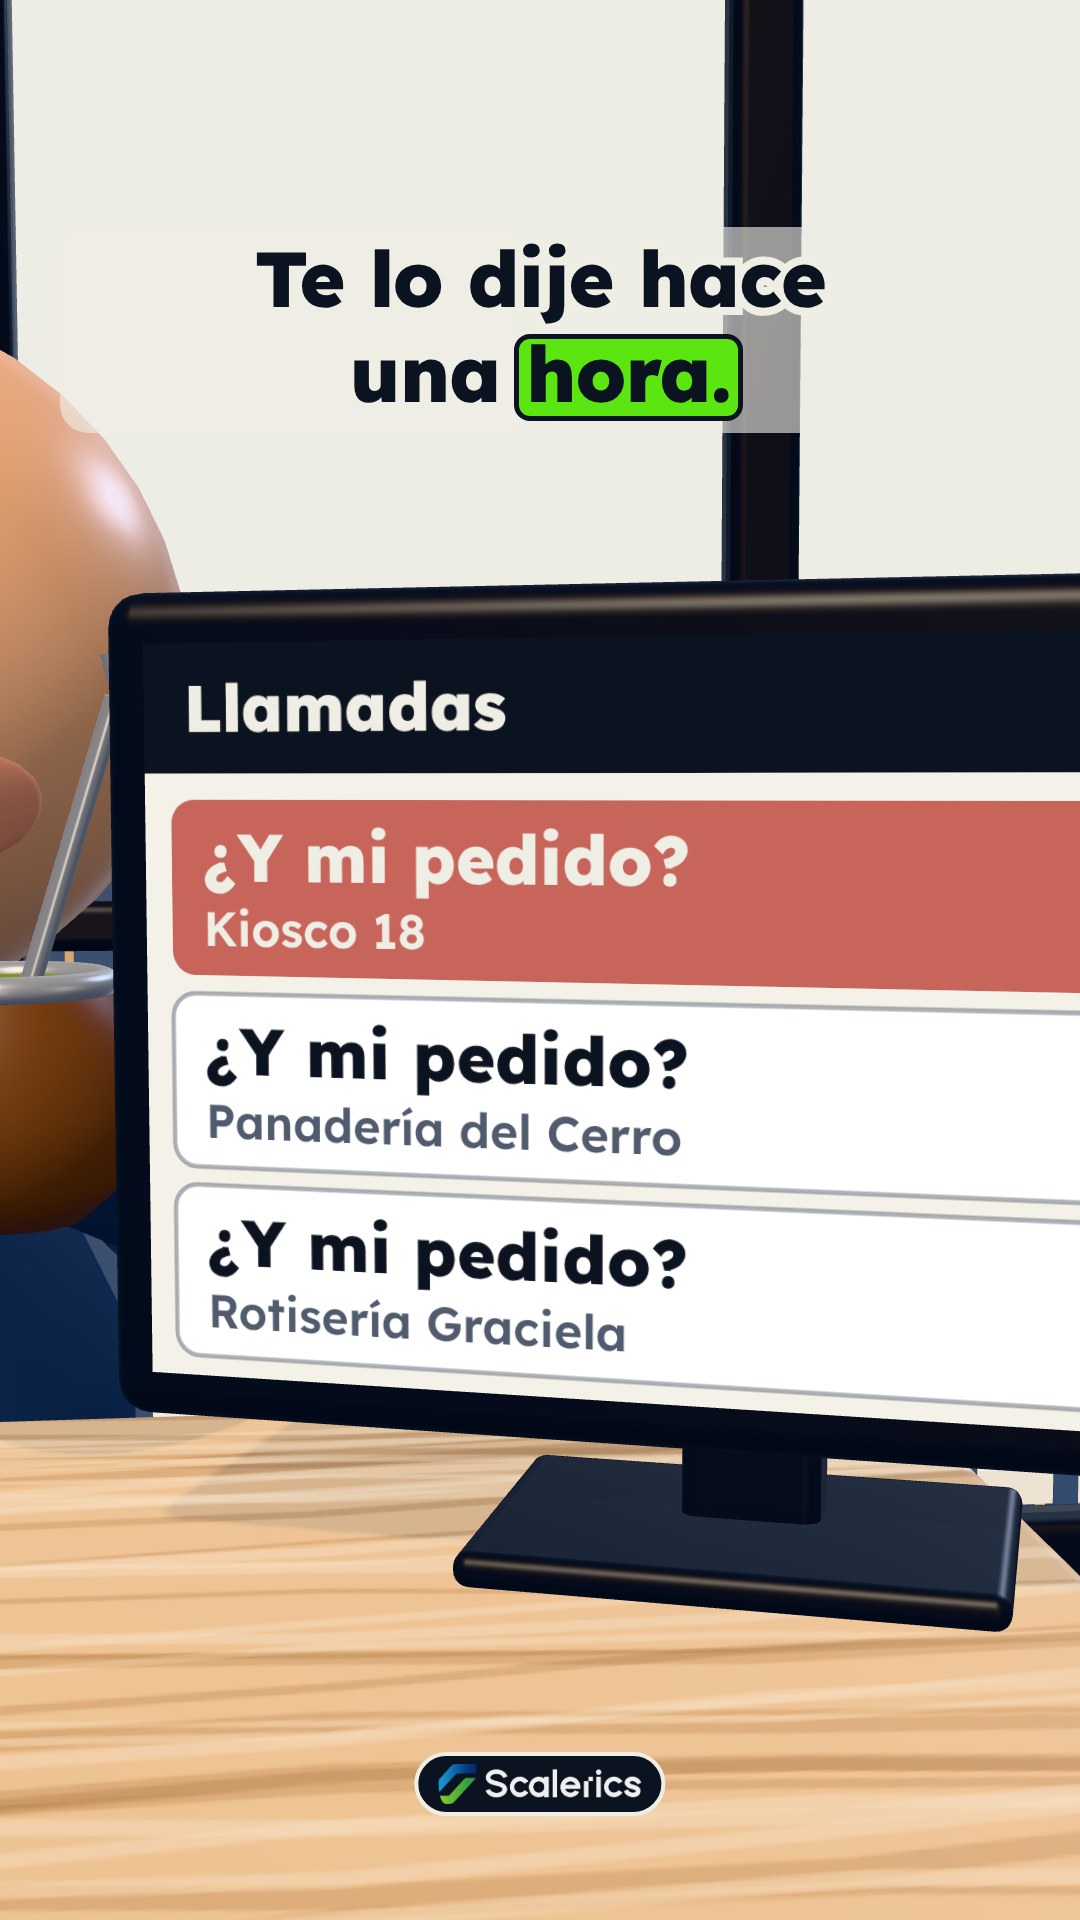 Te lo dije hace
una hora.
Llamadas
¿Y mi pedido?
Kiosco 18
¿Y mi pedido?
Panadería del Cerro
¿Y mi pedido?
Rotisería Graciela
Scalerics